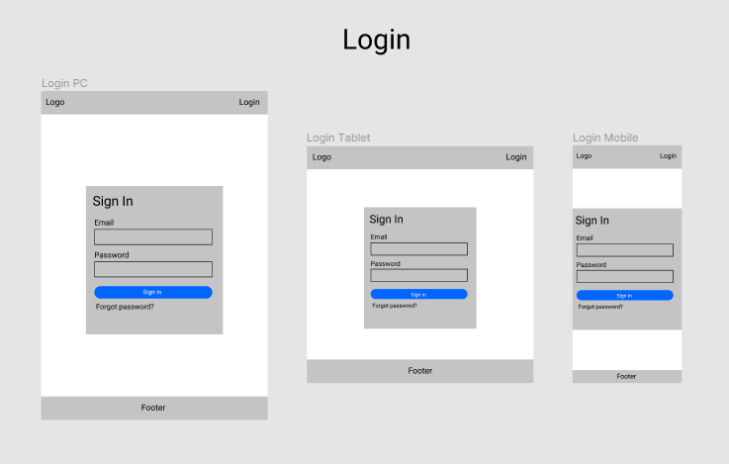 Login
Login PC
Logo Login
Sign In
Email
Password
Sign in
Forgot password?
Footer
Login Tablet
Logo Login
Sign In
Email
Password
Sign in
Forgot password?
Footer
Login Mobile
Logo Login
Sign In
Email
Password
Sign in
Forgot password?
Footer